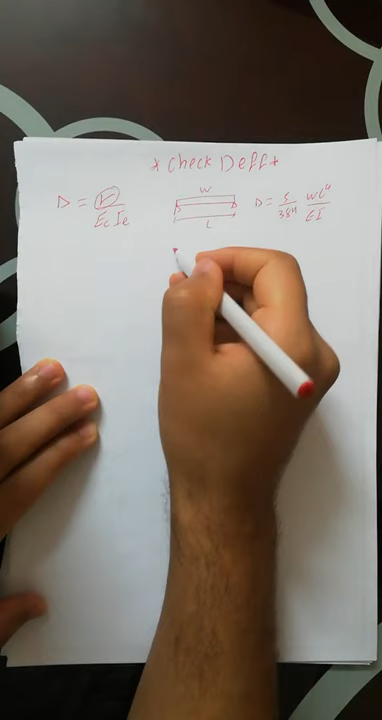 * Check Deff *
W
Δ = K / Ec Ie
Δ = 5/384 WL⁴/EI
L